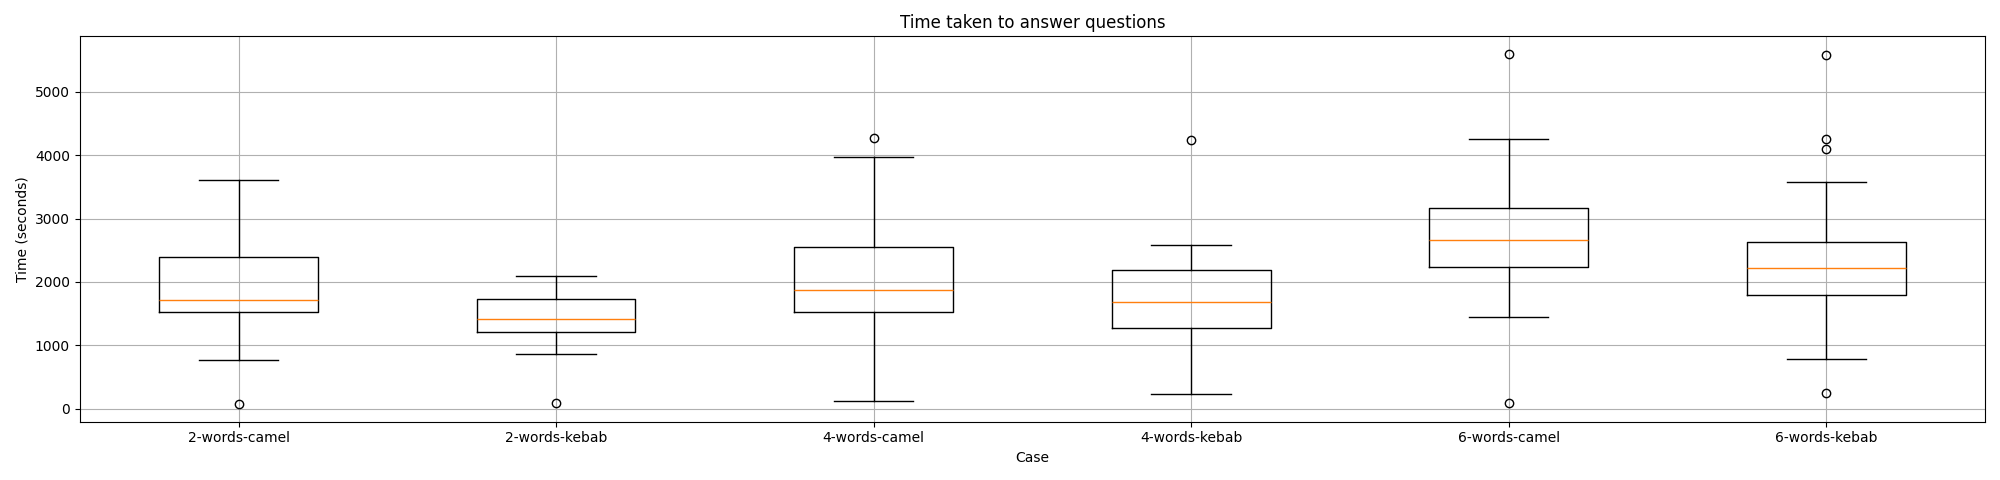 Time taken to answer questions
Time (seconds)
5000
4000
3000
2000
1000
0
2-words-camel
2-words-kebab
4-words-camel
4-words-kebab
6-words-camel
6-words-kebab
Case